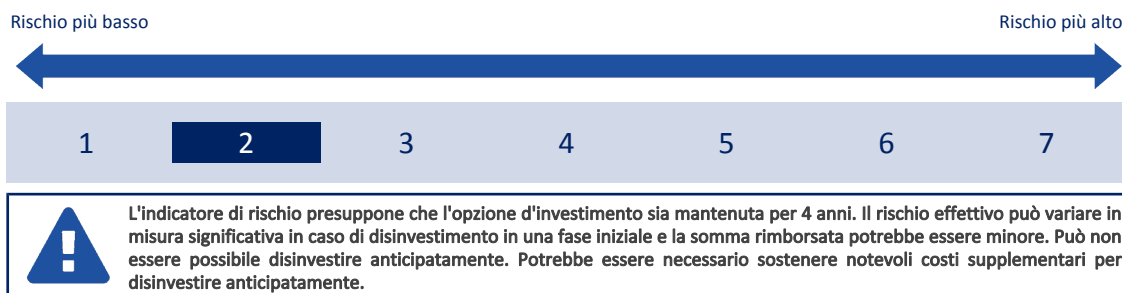 Rischio più basso Rischio più alto
1 2 3 4 5 6 7
L'indicatore di rischio presuppone che l'opzione d'investimento sia mantenuta per 4 anni. Il rischio effettivo può variare in
misura significativa in caso di disinvestimento in una fase iniziale e la somma rimborsata potrebbe essere minore. Può non
essere possibile disinvestire anticipatamente. Potrebbe essere necessario sostenere notevoli costi supplementari per
disinvestire anticipatamente.